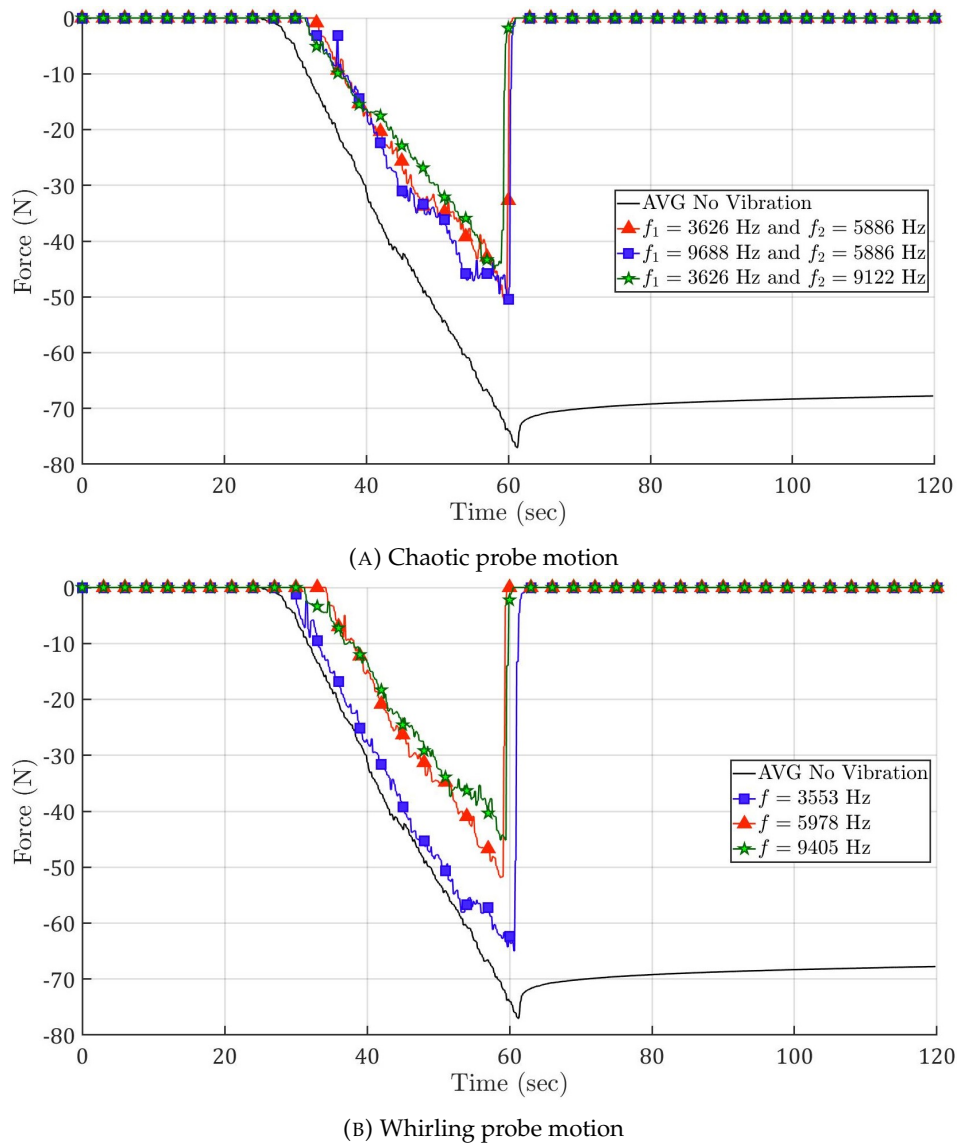 0
-10
-20
-30
-40
-50
-60
-70
-80
Force (N)
AVG No Vibration
f₁ = 3626 Hz and f₂ = 5886 Hz
f₁ = 9688 Hz and f₂ = 5886 Hz
f₁ = 3626 Hz and f₂ = 9122 Hz
0 20 40 60 80 100 120
Time (sec)
(A) Chaotic probe motion
0
-10
-20
-30
-40
-50
-60
-70
-80
Force (N)
AVG No Vibration
f = 3553 Hz
f = 5978 Hz
f = 9405 Hz
0 20 40 60 80 100 120
Time (sec)
(B) Whirling probe motion